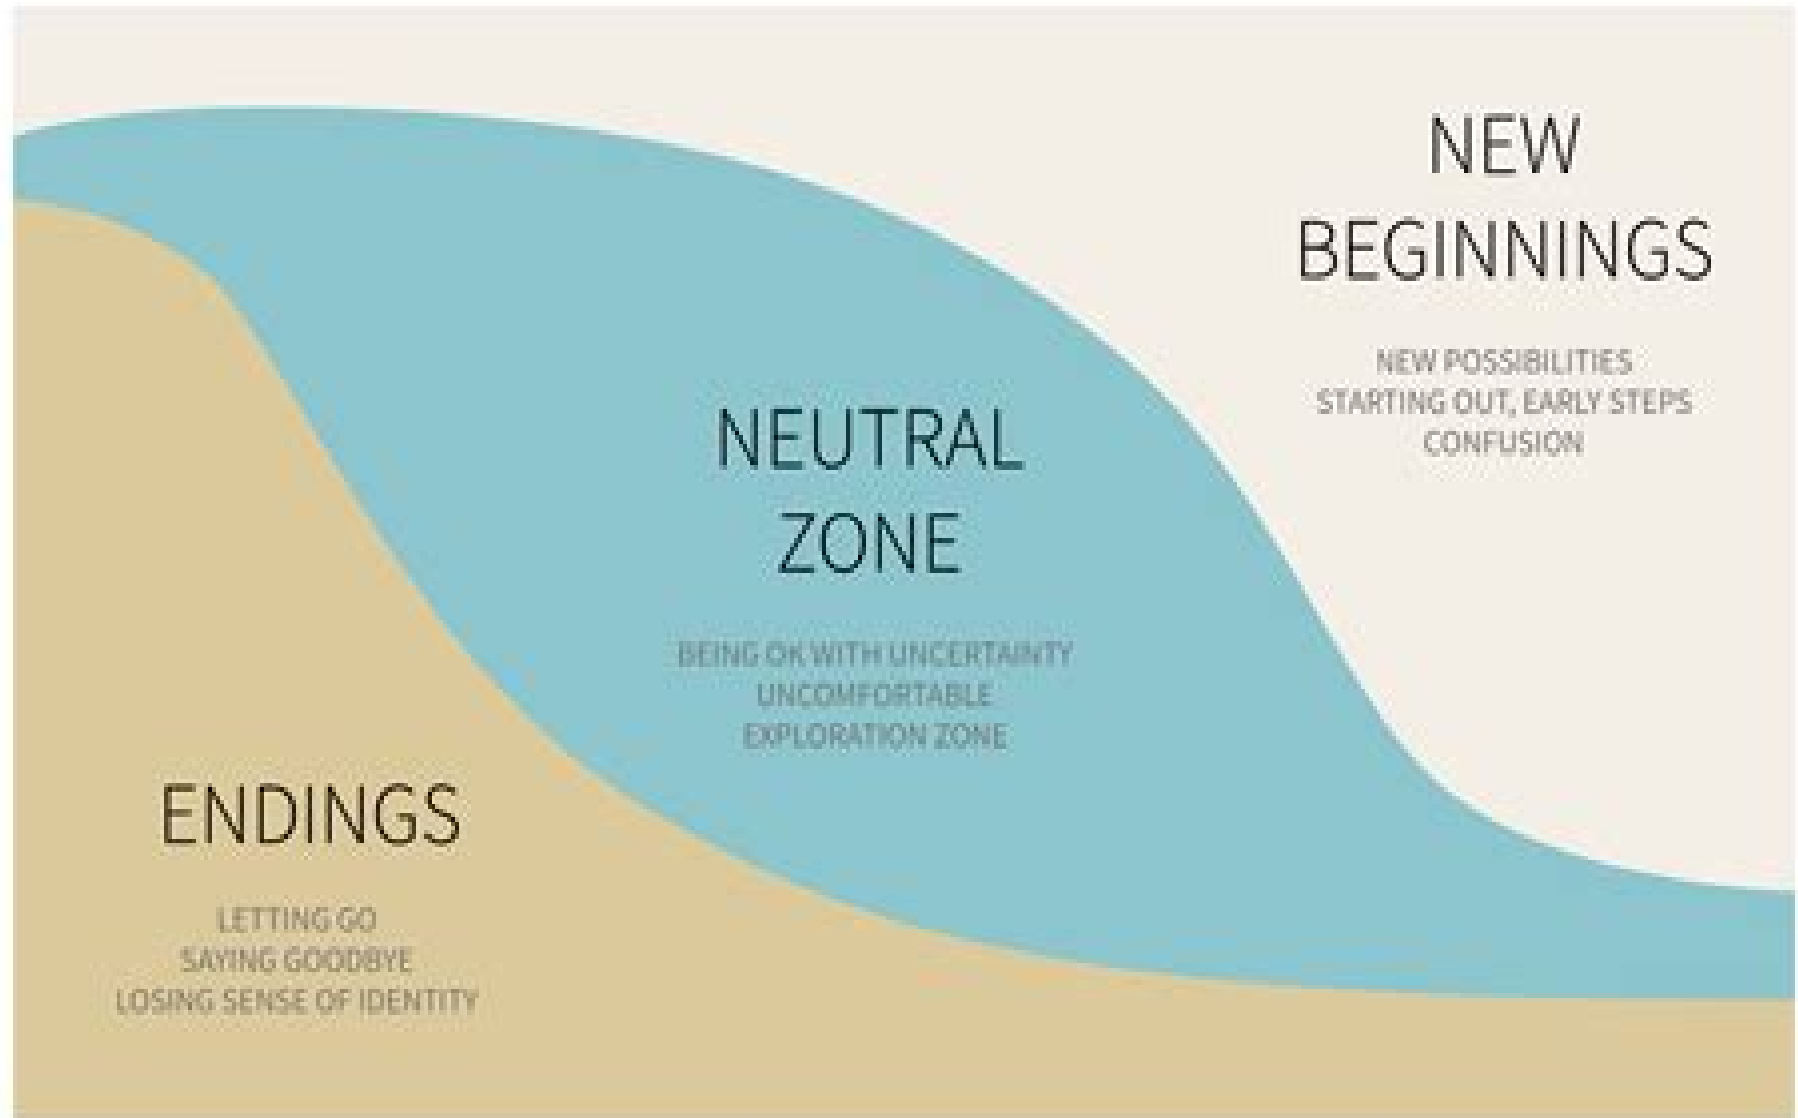 NEW
BEGINNINGS
NEW POSSIBILITIES
STARTING OUT, EARLY STEPS
CONFUSION
NEUTRAL
ZONE
BEING OK WITH UNCERTAINTY
UNCOMFORTABLE
EXPLORATION ZONE
ENDINGS
LETTING GO
SAYING GOODBYE
LOSING SENSE OF IDENTITY